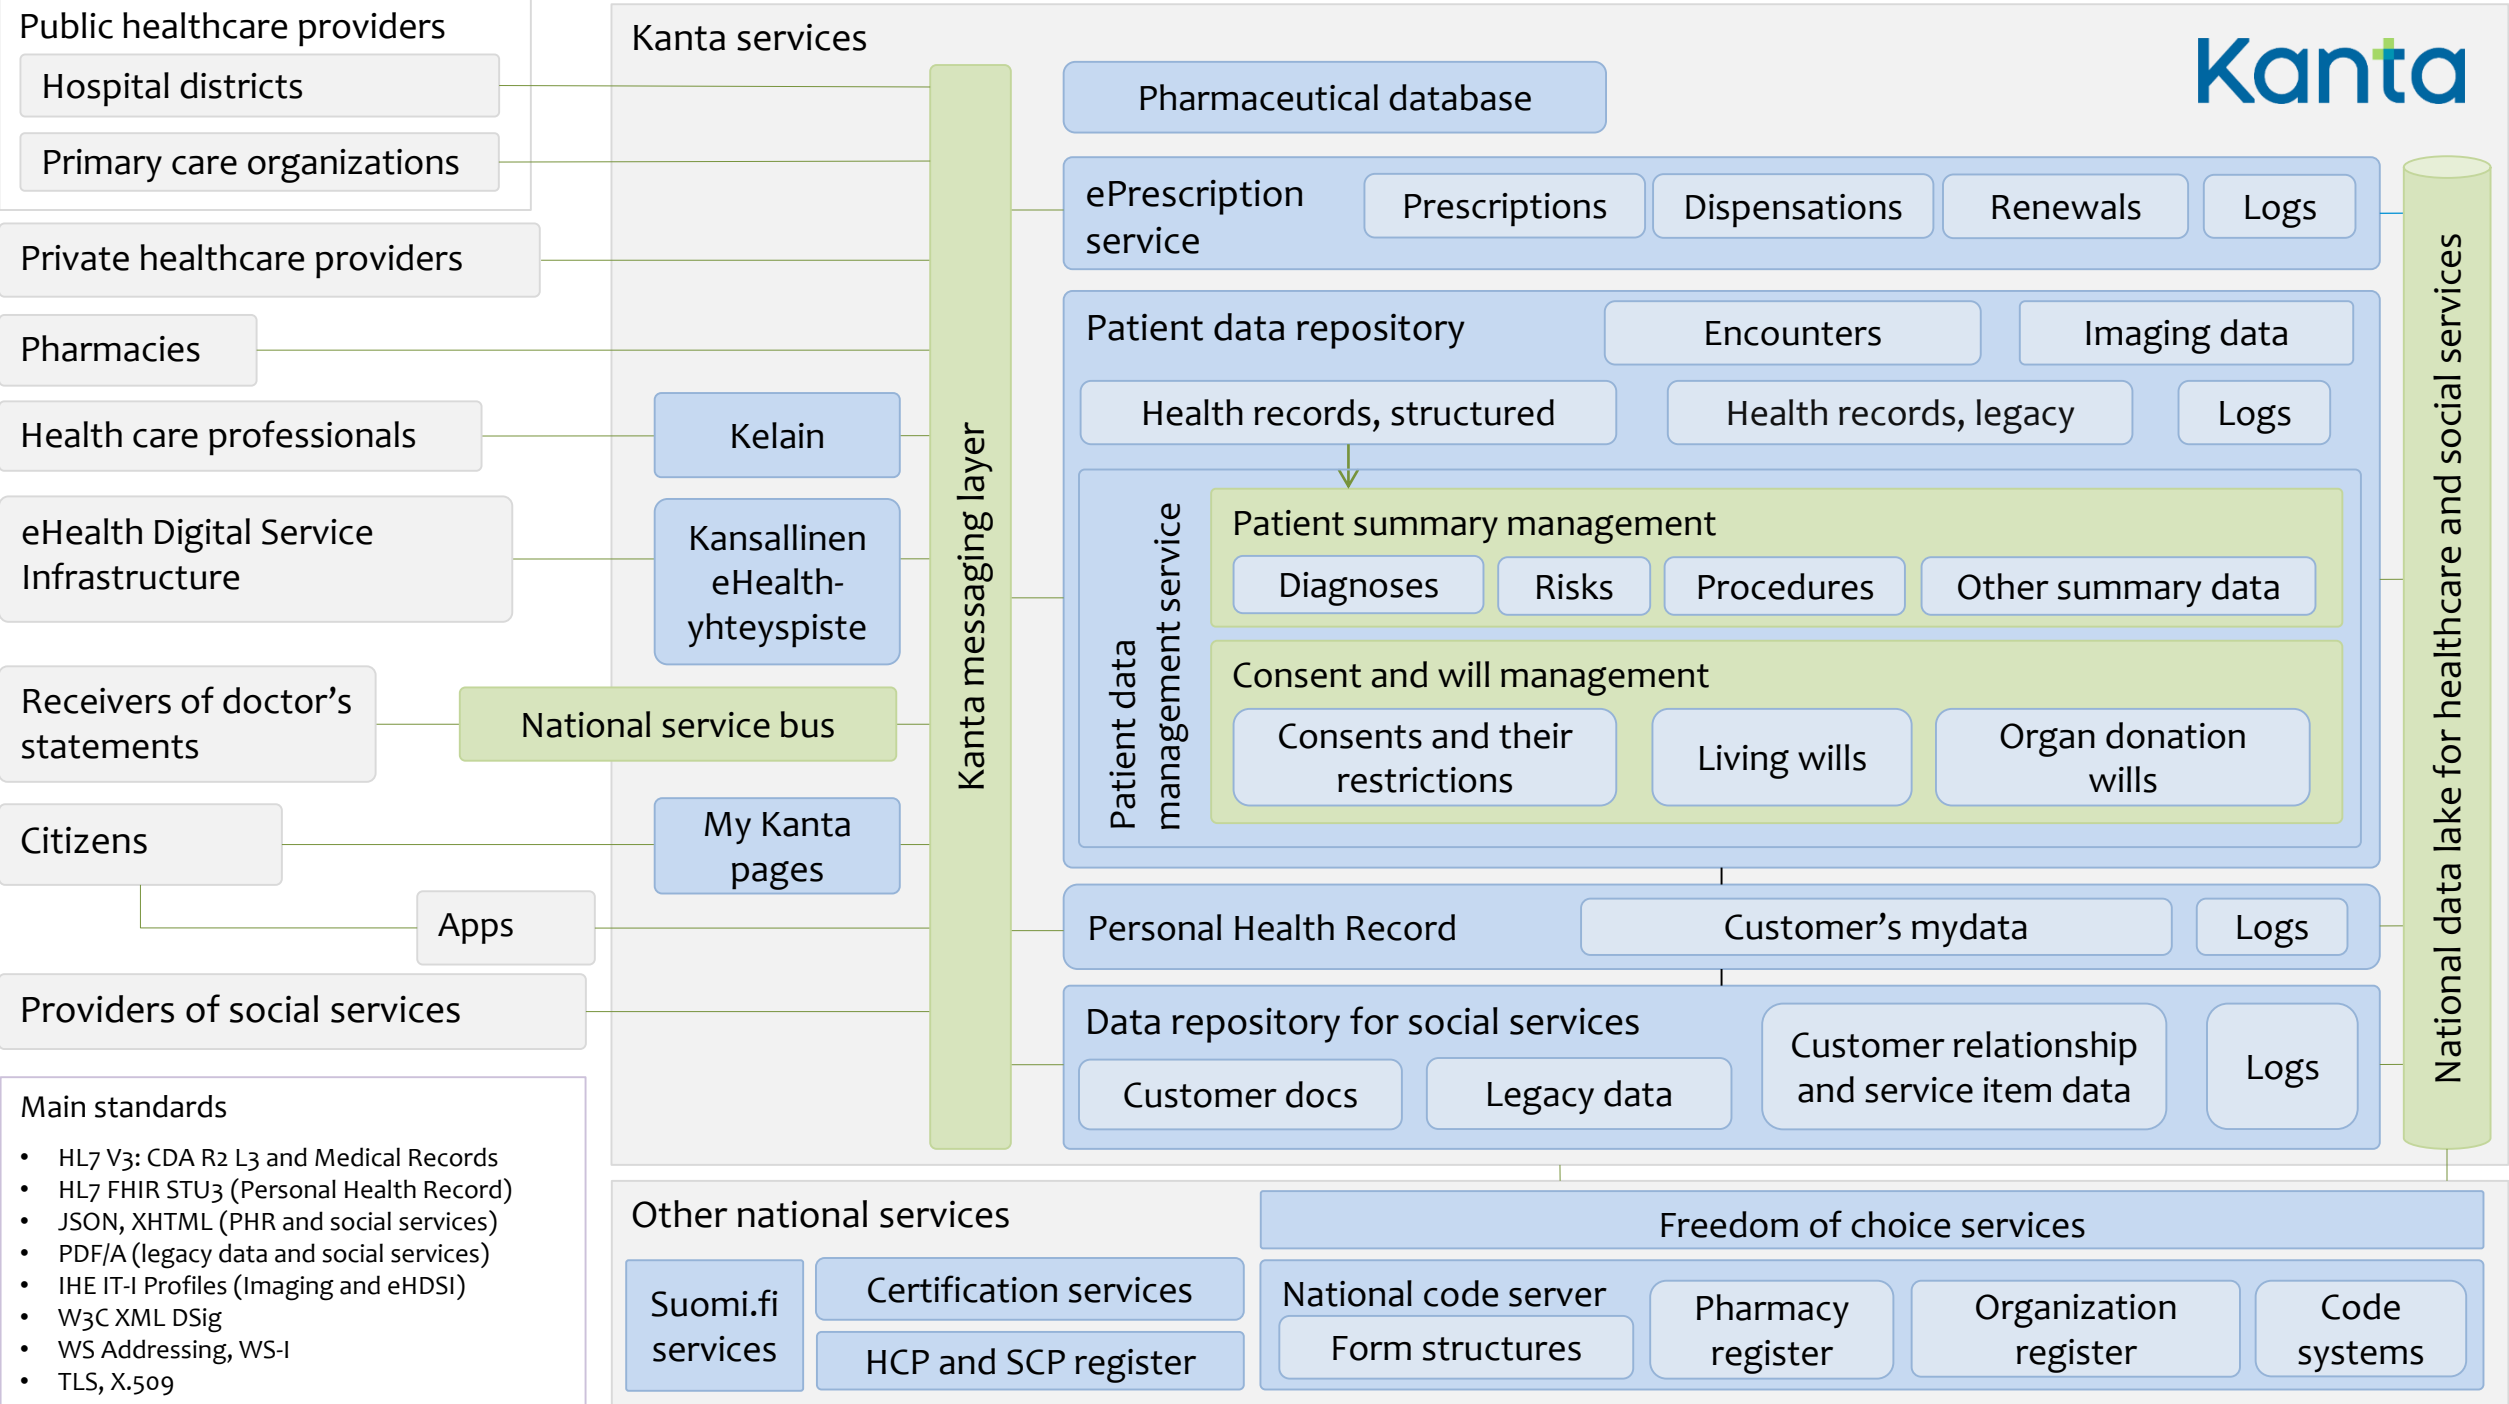 Public healthcare providers
Hospital districts
Primary care organizations
Private healthcare providers
Pharmacies
Health care professionals
eHealth Digital Service
Infrastructure
Receivers of doctor’s
statements
Citizens
Apps
Providers of social services
Main standards
• HL7 V3: CDA R2 L3 and Medical Records
• HL7 FHIR STU3 (Personal Health Record)
• JSON, XHTML (PHR and social services)
• PDF/A (legacy data and social services)
• IHE IT-I Profiles (Imaging and eHDSI)
• W3C XML DSig
• WS Addressing, WS-I
• TLS, X.509
Kanta services
Kanta
Kelain
Kansallinen
eHealth-
yhteyspiste
National service bus
My Kanta
pages
Kanta messaging layer
Pharmaceutical database
ePrescription
service
Prescriptions
Dispensations
Renewals
Logs
Patient data repository
Encounters
Imaging data
Health records, structured
Health records, legacy
Logs
Patient data
management service
Patient summary management
Diagnoses
Risks
Procedures
Other summary data
Consent and will management
Consents and their
restrictions
Living wills
Organ donation
wills
Personal Health Record
Customer’s mydata
Logs
Data repository for social services
Customer docs
Legacy data
Customer relationship
and service item data
Logs
National data lake for healthcare and social services
Other national services
Suomi.fi
services
Certification services
HCP and SCP register
Freedom of choice services
National code server
Form structures
Pharmacy
register
Organization
register
Code
systems